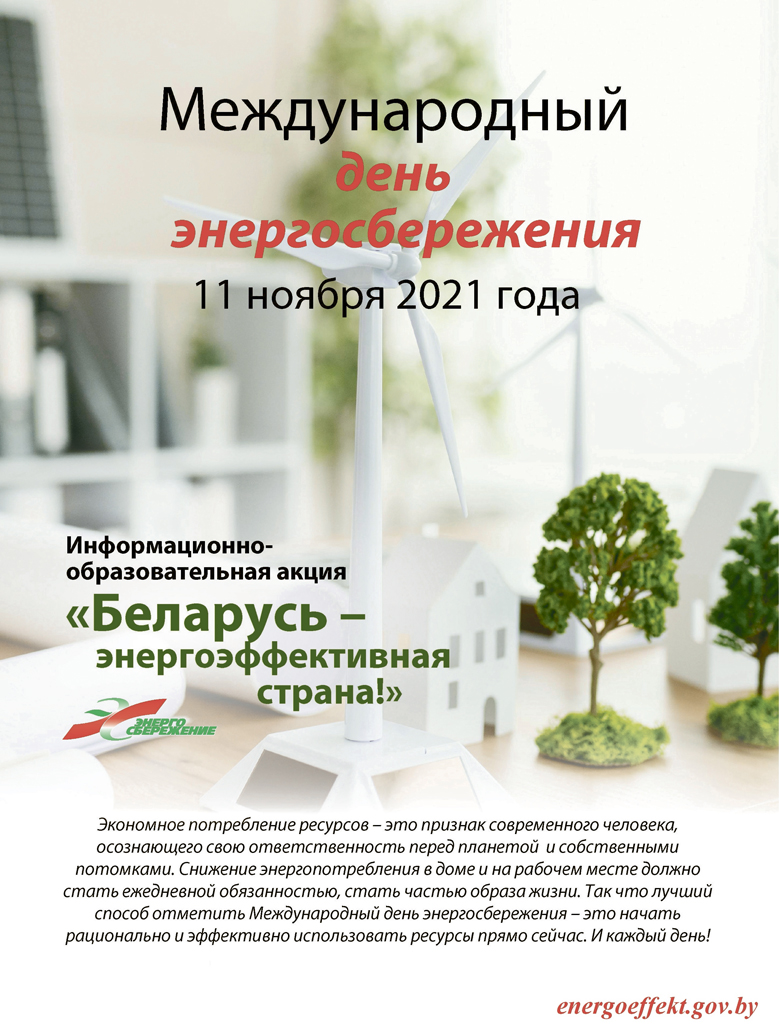 Международный
день
энергосбережения
11 ноября 2021 года
Информационно-
образовательная акция
«Беларусь –
энергоэффективная
страна!»
ЭНЕРГО
СБЕРЕЖЕНИЕ
Экономное потребление ресурсов – это признак современного человека,
осознающего свою ответственность перед планетой и собственными
потомками. Снижение энергопотребления в доме и на рабочем месте должно
стать ежедневной обязанностью, стать частью образа жизни. Так что лучший
способ отметить Международный день энергосбережения – это начать
рационально и эффективно использовать ресурсы прямо сейчас. И каждый день!
energoeffekt.gov.by